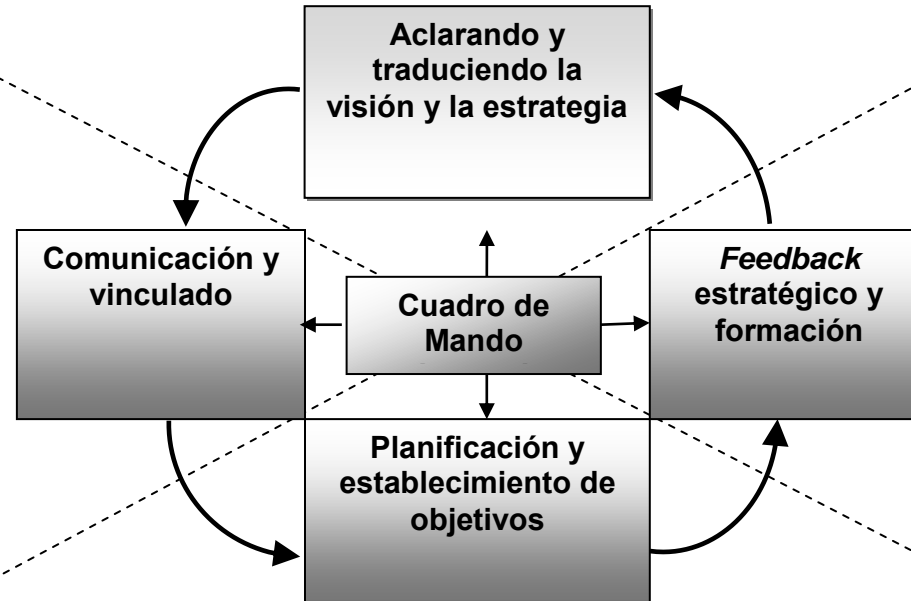 Aclarando y
traduciendo la
visión y la estrategia
Comunicación y
vinculado
Cuadro de
Mando
Feedback
estratégico y
formación
Planificación y
establecimiento de
objetivos